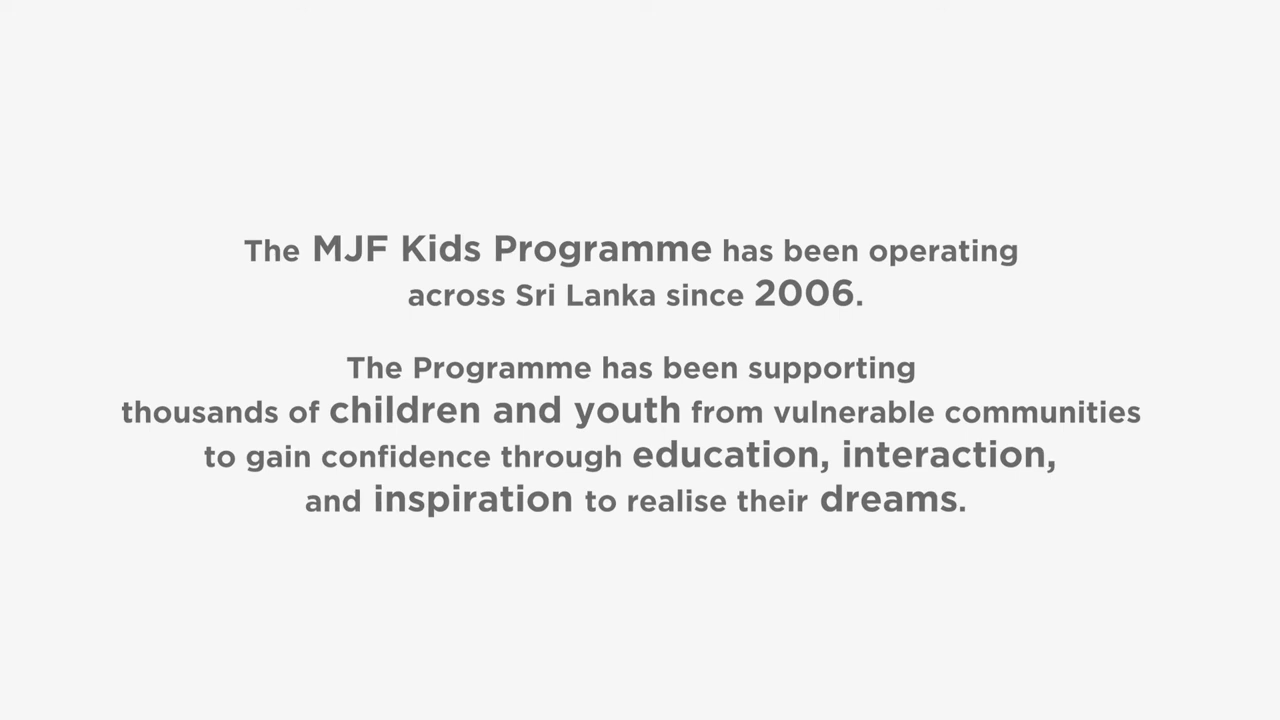 The MJF Kids Programme has been operating
across Sri Lanka since 2006.
The Programme has been supporting
thousands of children and youth from vulnerable communities
to gain confidence through education, interaction,
and inspiration to realise their dreams.